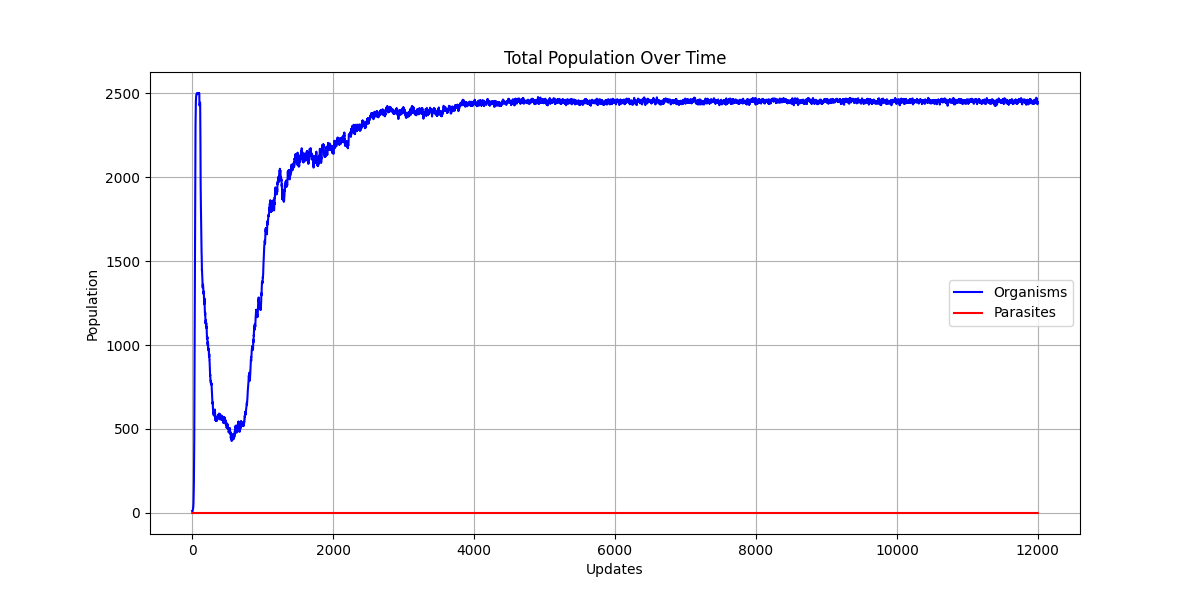 Total Population Over Time
Population
2500
2000
1500
1000
500
0
Organisms
Parasites
0 2000 4000 6000 8000 10000 12000
Updates